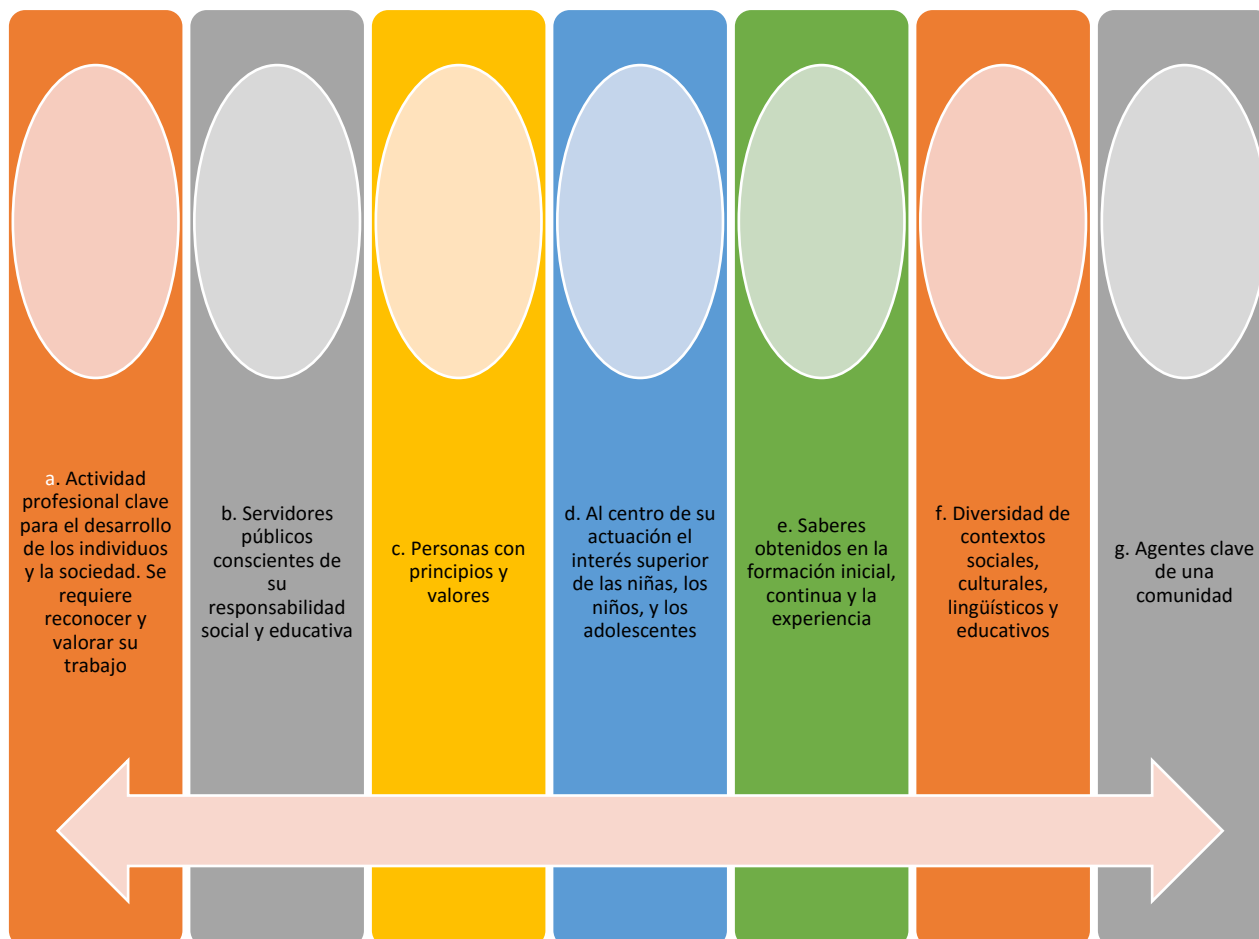 a. Actividad
profesional clave
para el desarrollo
de los individuos
y la sociedad. Se
requiere
reconocer y
valorar su
trabajo
b. Servidores
públicos
conscientes de
su
responsabilidad
social y educativa
c. Personas con
principios y
valores
d. Al centro de su
actuación el
interés superior
de las niñas, los
niños, y los
adolescentes
e. Saberes
obtenidos en la
formación inicial,
continua y la
experiencia
f. Diversidad de
contextos
sociales,
culturales,
lingüísticos y
educativos
g. Agentes clave
de una
comunidad